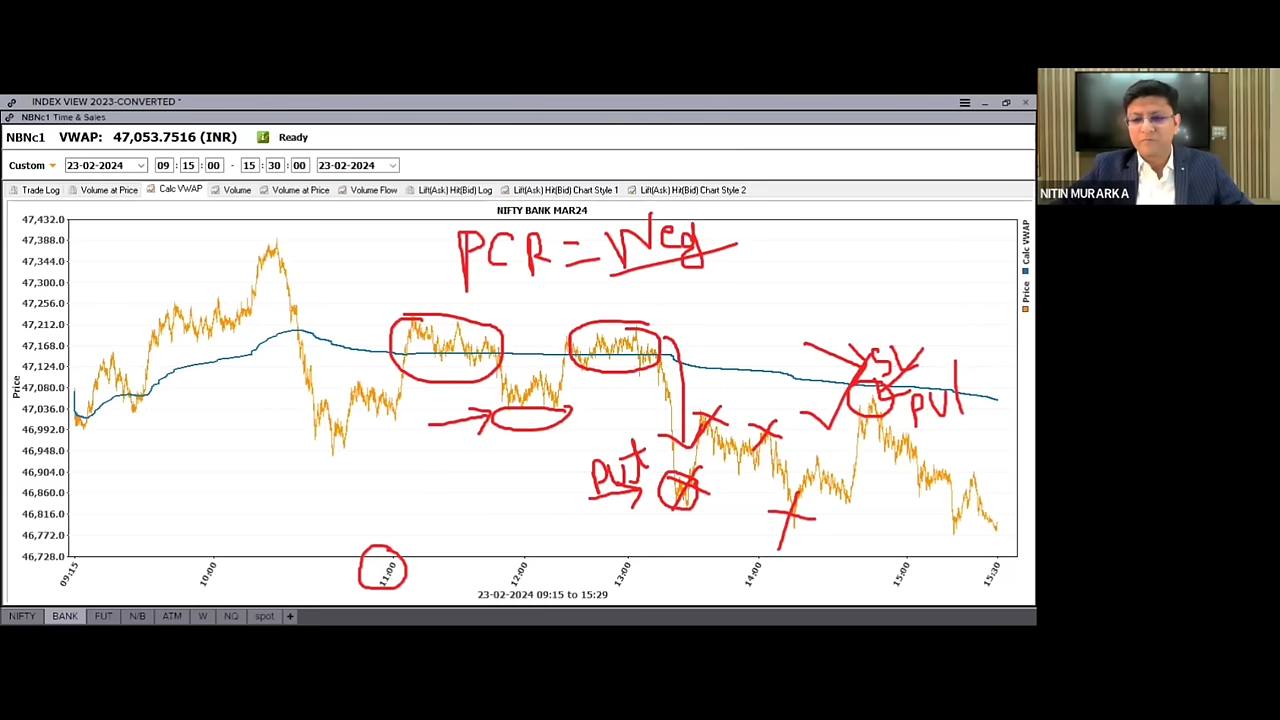 INDEX VIEW 2023-CONVERTED *
NBNc1 Time & Sales
NBNc1 VWAP: 47,053.7516 (INR) Ready
Custom 23-02-2024 09 : 15 : 00 - 15 : 30 : 00 23-02-2024
Trade Log Volume at Price Calc VWAP Volume Volume at Price Volume Flow Lift(Ask) Hit(Bid) Log Lift(Ask) Hit(Bid) Chart Style 1 Lift(Ask) Hit(Bid) Chart Style 2
NITIN MURARKA
NIFTY BANK MAR24
PCR = Neg
47,432.0
47,388.0
47,344.0
47,300.0
47,256.0
47,212.0
47,168.0
47,124.0
47,080.0
47,036.0
46,992.0
46,948.0
46,904.0
46,860.0
46,816.0
46,772.0
46,728.0
Price
Calc VWAP
Price
PUT
PUT
09:15
10:00
11:00
12:00
13:00
14:00
15:00
15:30
23-02-2024 09:15 to 15:29
NIFTY BANK FUT N/B ATM W NQ spot +